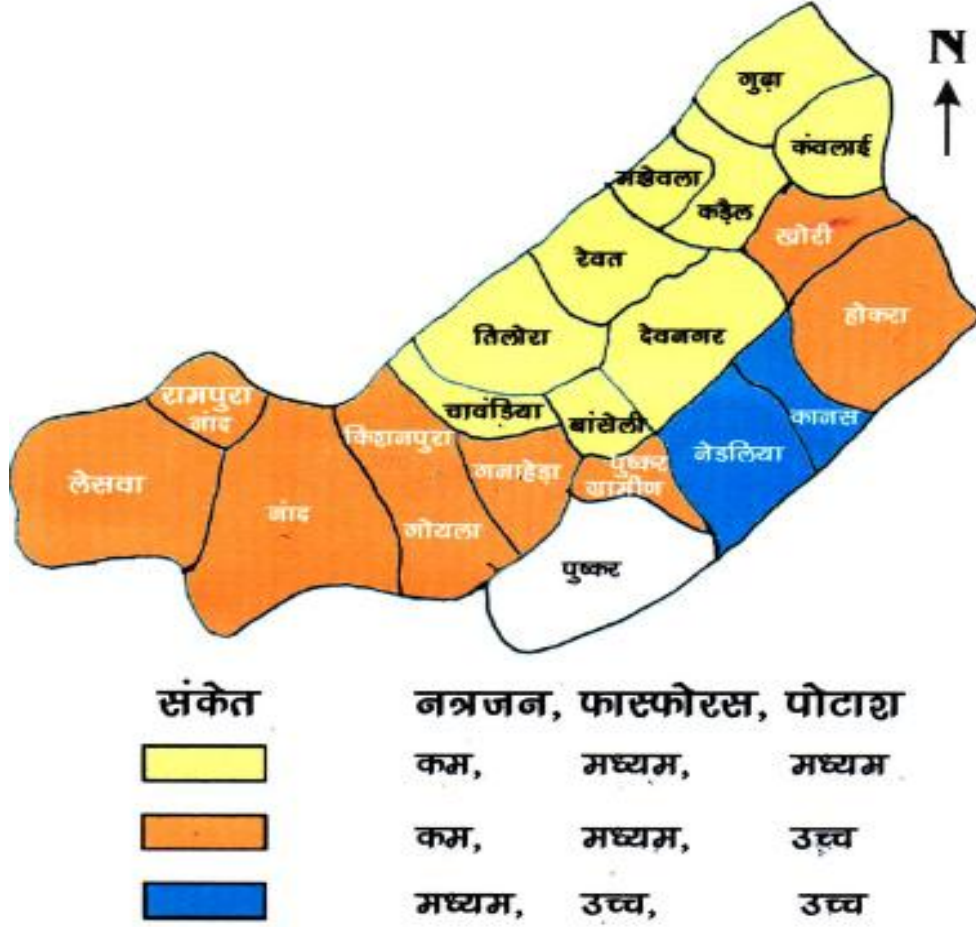 N
गुढ़ा
कंवलाई
मझेवला
कड़ैल
खोरी
रेवत
होकरा
तिलोरा
देवनगर
रामपुरा
नांद
चावंडिया
बांसेली
कानस
किशनपुरा
नेडलिया
लेसवा
गनाहेड़ा
पुष्कर
ग्रामीण
नांद
गोयला
पुष्कर
संकेत नत्रजन, फास्फोरस, पोटाश
कम, मध्यम, मध्यम
कम, मध्यम, उच्च
मध्यम, उच्च, उच्च